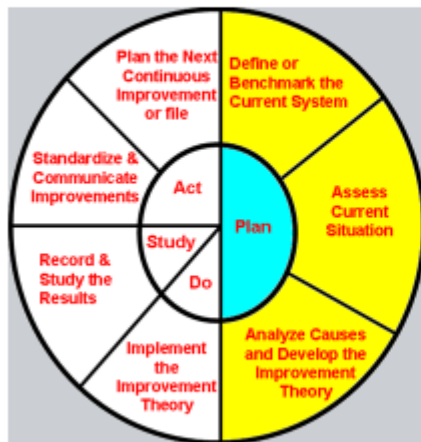 Plan the Next
Continuous
Improvement
or file
Define or
Benchmark the
Current System
Standardize &
Communicate
Improvements
Act
Plan
Assess
Current
Situation
Study
Do
Record &
Study the
Results
Implement
the
Improvement
Theory
Analyze Causes
and Develop the
Improvement
Theory